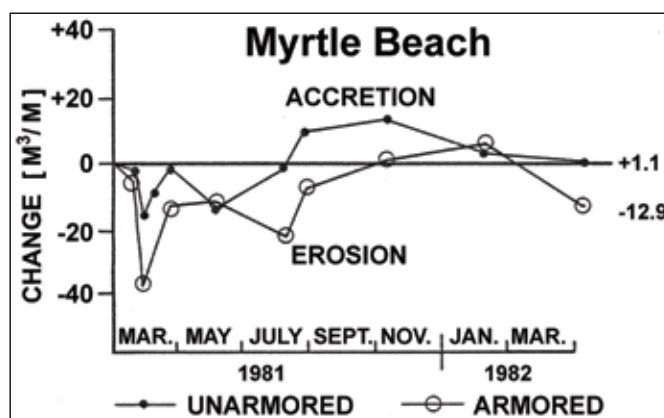 +40
Myrtle Beach
+20
ACCRETION
CHANGE [M³/M]
0
+1.1
-20
-12.9
EROSION
-40
MAR. MAY JULY SEPT. NOV. JAN. MAR.
1981 1982
UNARMORED ARMORED